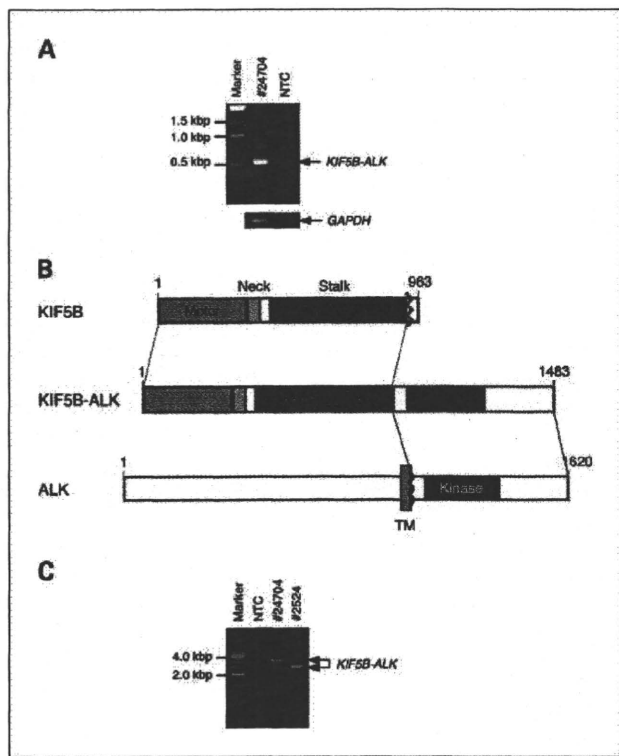 A
Marker
#24704
NTC
1.5 kbp
1.0 kbp
0.5 kbp
KIF5B-ALK
GAPDH
B
1
Neck
Stalk
963
KIF5B
Motor
1
1483
KIF5B-ALK
1
1620
ALK
Kinase
TM
C
Marker
NTC
#24704
#2524
4.0 kbp
2.0 kbp
KIF5B-ALK